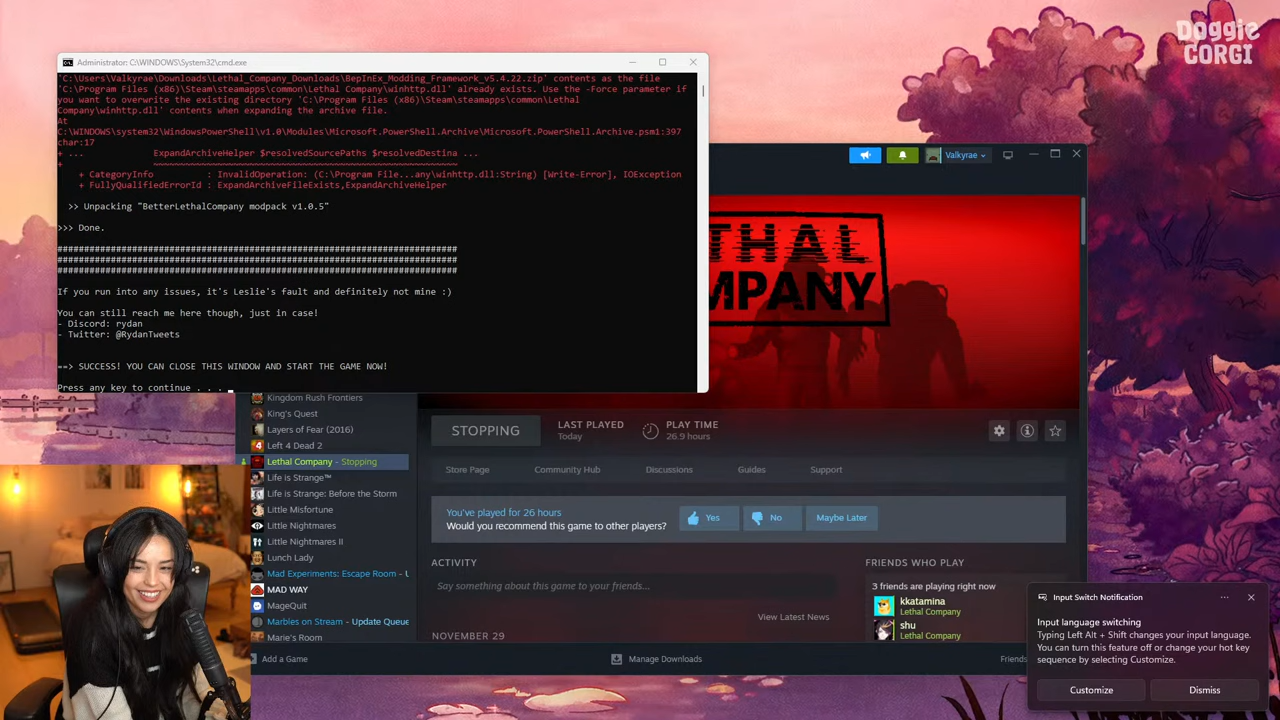 Doggie
CORGI
Administrator: C:\WINDOWS\System32\cmd.exe
'C:\Users\Valkyrae\Downloads\Lethal_Company_Downloads\BepInEx_Modding_Framework_v5.4.22.zip' contents as the file
'C:\Program Files (x86)\Steam\steamapps\common\Lethal Company\winhttp.dll' already exists. Use the -Force parameter if
you want to overwrite the existing directory 'C:\Program Files (x86)\Steam\steamapps\common\Lethal
Company\winhttp.dll' contents when expanding the archive file.
At
C:\WINDOWS\system32\WindowsPowerShell\v1.0\Modules\Microsoft.PowerShell.Archive\Microsoft.PowerShell.Archive.psm1:397
char:17
+ ...        ExpandArchiveHelper $resolvedSourcePaths $resolvedDestina ...
+            ~~~~~~~~~~~~~~~~~~~~~~~~~~~~~~~~~~~~~~~~~~~~~~~~~~~~~~~~~
+ CategoryInfo          : InvalidOperation: (C:\Program File...any\winhttp.dll:String) [Write-Error], IOException
+ FullyQualifiedErrorId : ExpandArchiveFileExists,ExpandArchiveHelper
>> Unpacking "BetterLethalCompany modpack v1.0.5"
>>> Done.
###########################################################################
###########################################################################
###########################################################################
If you run into any issues, it's Leslie's fault and definitely not mine :)
You can still reach me here though, just in case!
- Discord: rydan
- Twitter: @RydanTweets
==> SUCCESS! YOU CAN CLOSE THIS WINDOW AND START THE GAME NOW!
Press any key to continue . . .
Valkyrae
THAL
MPANY
Kingdom Rush Frontiers
King's Quest
Layers of Fear (2016)
Left 4 Dead 2
Lethal Company - Stopping
Life is Strange™
Life is Strange: Before the Storm
Little Misfortune
Little Nightmares
Little Nightmares II
Lunch Lady
Mad Experiments: Escape Room - U
MAD WAY
MageQuit
Marbles on Stream - Update Queue
Marie's Room
Add a Game
STOPPING
LAST PLAYED
Today
PLAY TIME
26.9 hours
Store Page
Community Hub
Discussions
Guides
Support
You've played for 26 hours
Would you recommend this game to other players?
Yes
No
Maybe Later
ACTIVITY
Say something about this game to your friends...
View Latest News
NOVEMBER 29
FRIENDS WHO PLAY
3 friends are playing right now
kkatamina
Lethal Company
shu
Lethal Company
Manage Downloads
Friends
Input Switch Notification
Input language switching
Typing Left Alt + Shift changes your input language.
You can turn this feature off or change your hot key
sequence by selecting Customize.
Customize
Dismiss